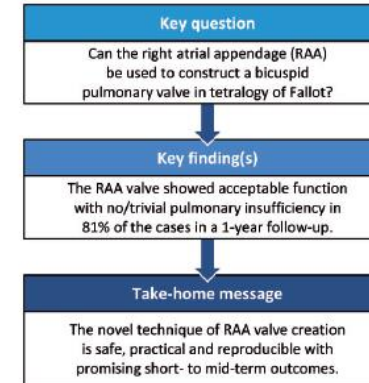 Key question
Can the right atrial appendage (RAA)
be used to construct a bicuspid
pulmonary valve in tetralogy of Fallot?
Key finding(s)
The RAA valve showed acceptable function
with no/trivial pulmonary insufficiency in
81% of the cases in a 1-year follow-up.
Take-home message
The novel technique of RAA valve creation
is safe, practical and reproducible with
promising short- to mid-term outcomes.